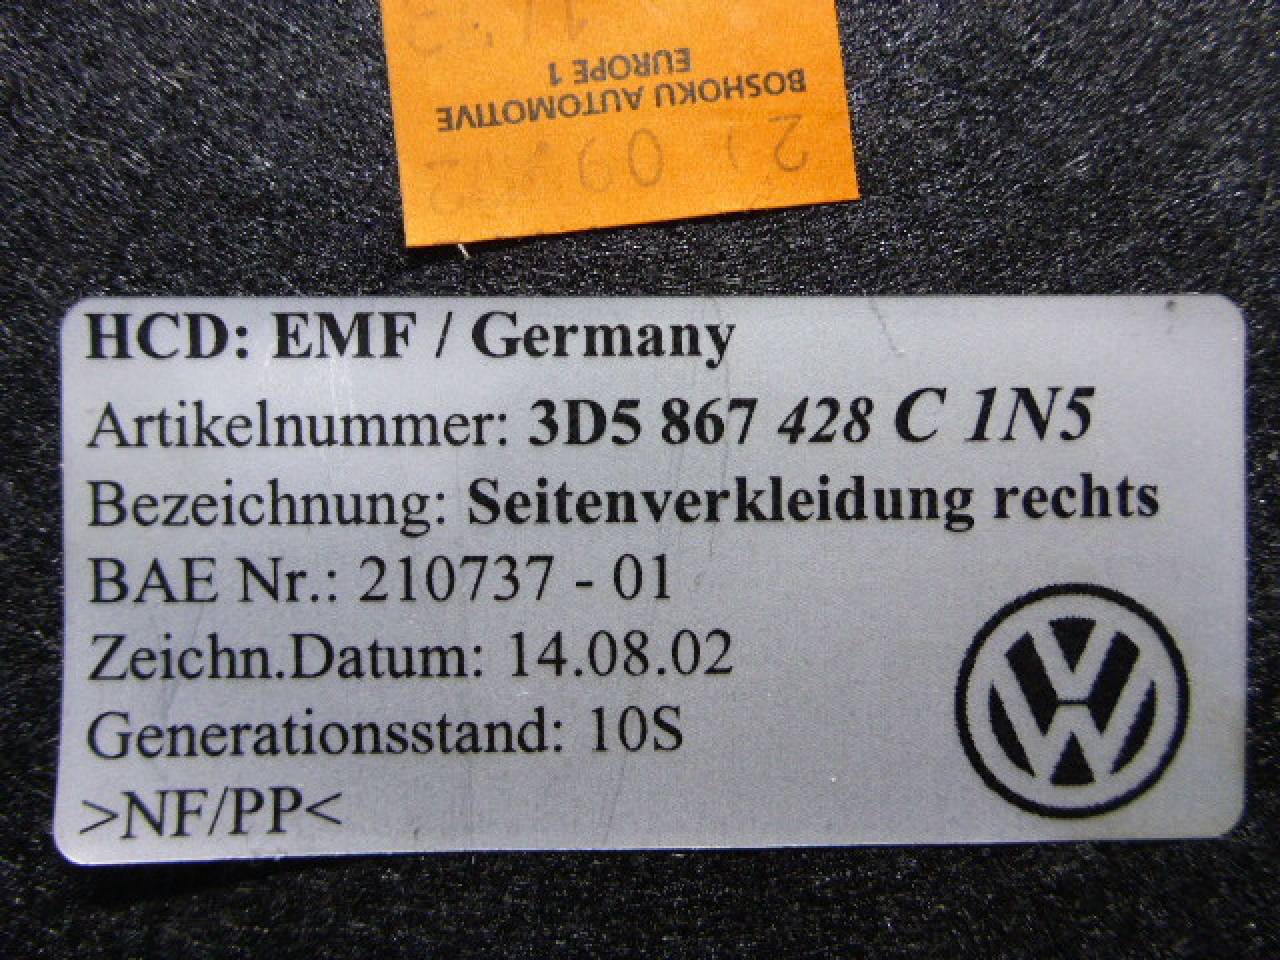 BOSHOKU AUTOMOTIVE
EUROPE 1
HCD: EMF / Germany
Artikelnummer: 3D5 867 428 C 1N5
Bezeichnung: Seitenverkleidung rechts
BAE Nr.: 210737 - 01
Zeichn.Datum: 14.08.02
Generationsstand: 10S
>NF/PP<